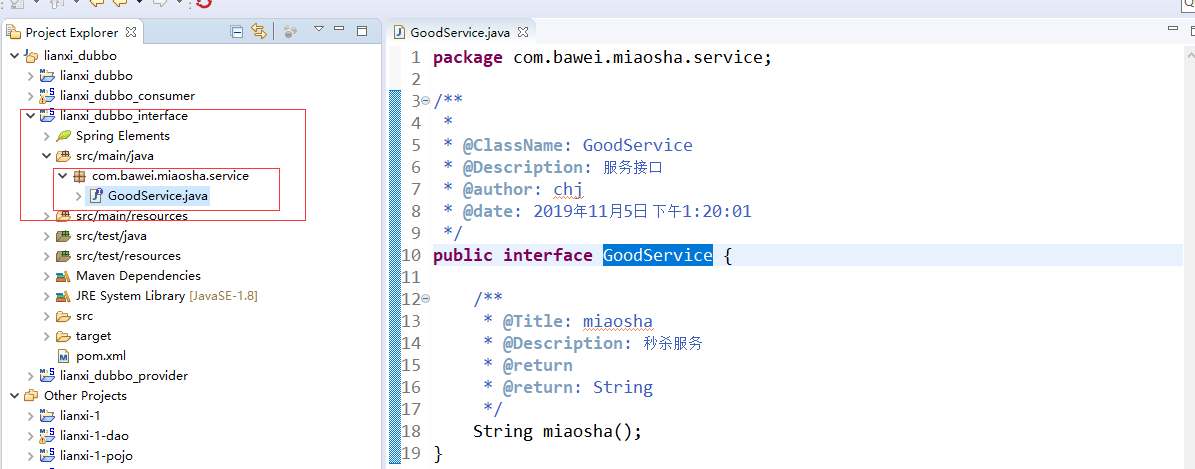 Project Explorer
lianxi_dubbo
lianxi_dubbo
lianxi_dubbo_consumer
lianxi_dubbo_interface
Spring Elements
src/main/java
com.bawei.miaosha.service
GoodService.java
src/main/resources
src/test/java
src/test/resources
Maven Dependencies
JRE System Library [JavaSE-1.8]
src
target
pom.xml
lianxi_dubbo_provider
Other Projects
lianxi-1
lianxi-1-dao
lianxi-1-pojo
GoodService.java
1 package com.bawei.miaosha.service;
2
3 /**
4 *
5 * @ClassName: GoodService
6 * @Description: 服务接口
7 * @author: chj
8 * @date: 2019年11月5日 下午1:20:01
9 */
10 public interface GoodService {
11
12 /**
13 * @Title: miaosha
14 * @Description: 秒杀服务
15 * @return
16 * @return: String
17 */
18 String miaosha();
19 }